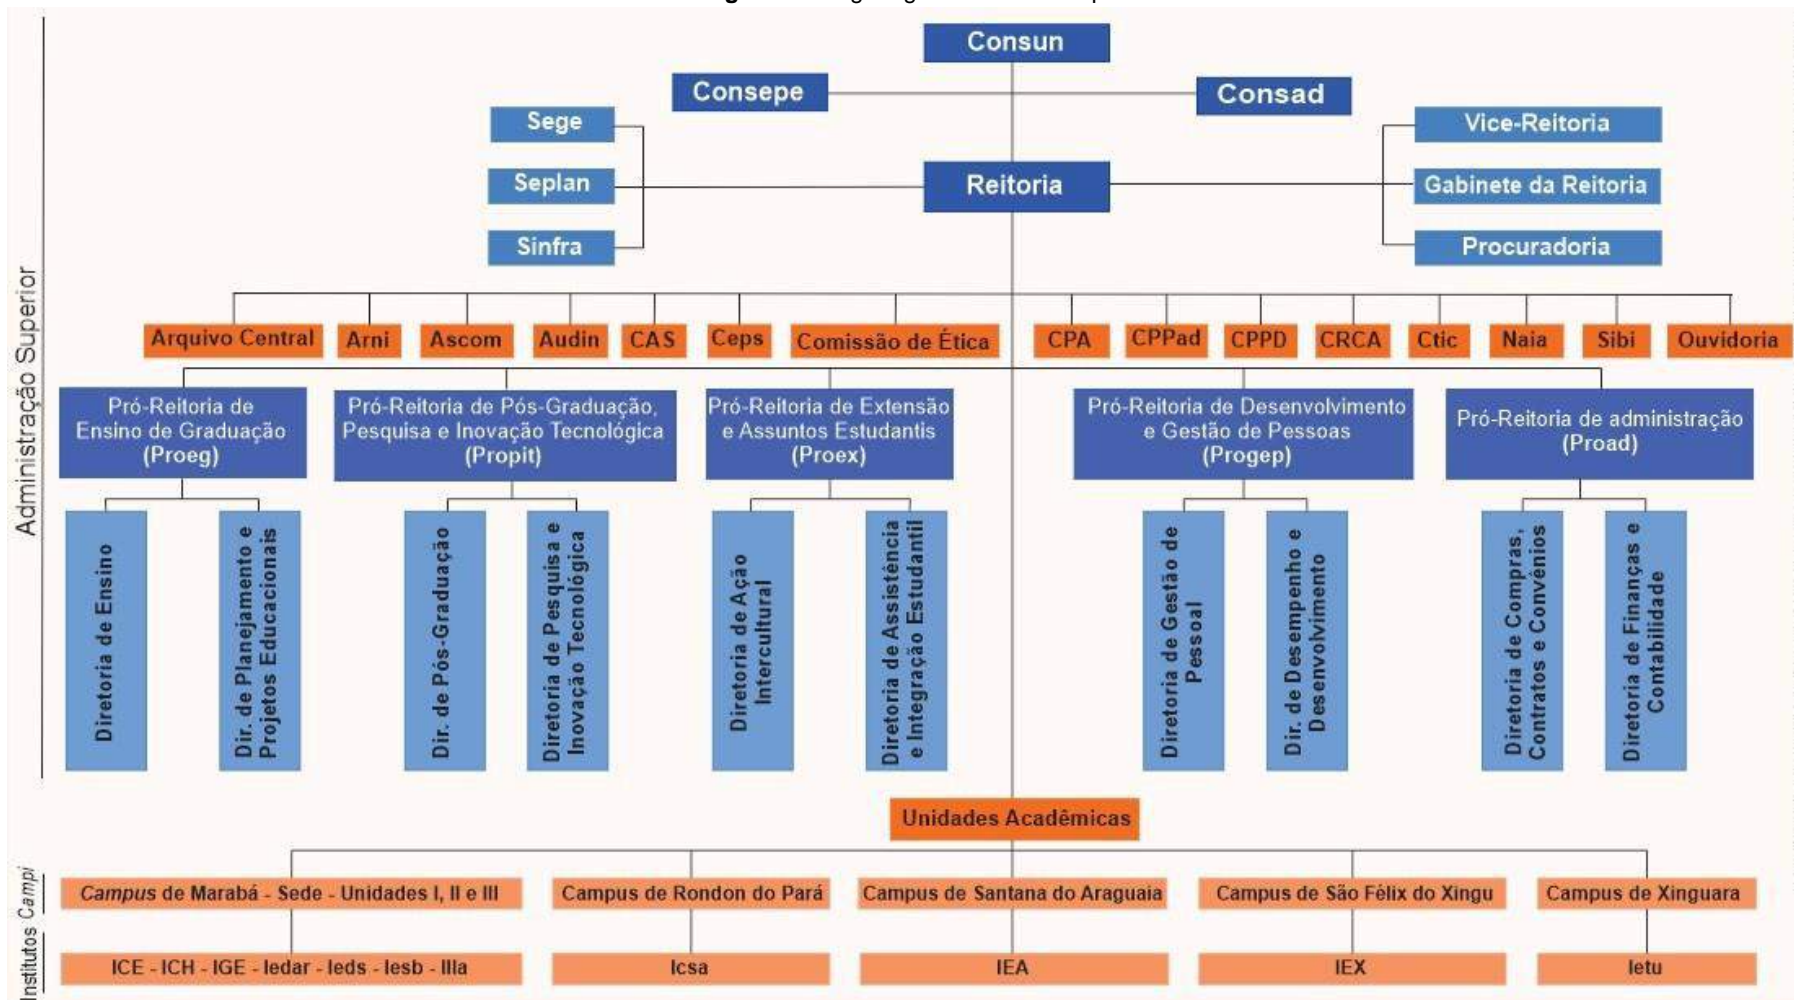 Consun
Consepe
Consad
Sege
Vice-Reitoria
Seplan
Reitoria
Gabinete da Reitoria
Sinfra
Procuradoria
Administração Superior
Arquivo Central
Arni
Ascom
Audin
CAS
Ceps
Comissão de Ética
CPA
CPPad
CPPD
CRCA
Ctic
Naia
Sibi
Ouvidoria
Pró-Reitoria de
Ensino de Graduação
(Proeg)
Pró-Reitoria de Pós-Graduação,
Pesquisa e Inovação Tecnológica
(Propit)
Pró-Reitoria de Extensão
e Assuntos Estudantis
(Proex)
Pró-Reitoria de Desenvolvimento
e Gestão de Pessoas
(Progep)
Pró-Reitoria de administração
(Proad)
Diretoria de Ensino
Dir. de Planejamento e
Projetos Educacionais
Dir. de Pós-Graduação
Diretoria de Pesquisa e
Inovação Tecnológica
Diretoria de Ação
Intercultural
Diretoria de Assistência
e Integração Estudantil
Diretoria de Gestão de
Pessoal
Dir. de Desempenho e
Desenvolvimento
Diretoria de Compras,
Contratos e Convênios
Diretoria de Finanças e
Contabilidade
Unidades Acadêmicas
Campi
Campus de Marabá - Sede - Unidades I, II e III
Campus de Rondon do Pará
Campus de Santana do Araguaia
Campus de São Félix do Xingu
Campus de Xinguara
Institutos
ICE - ICH - IGE - Iedar - Ieds - Iesb - Illa
Icsa
IEA
IEX
Ietu